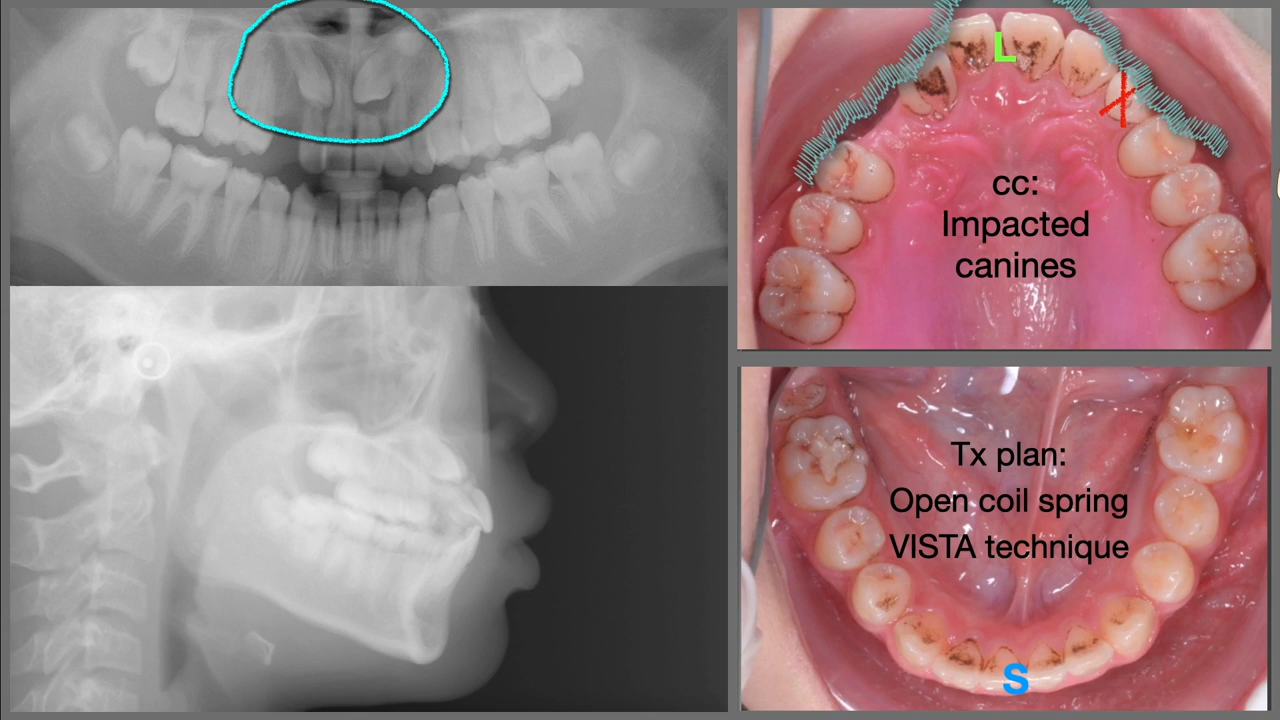 L
cc:
Impacted
canines
Tx plan:
Open coil spring
VISTA technique
S